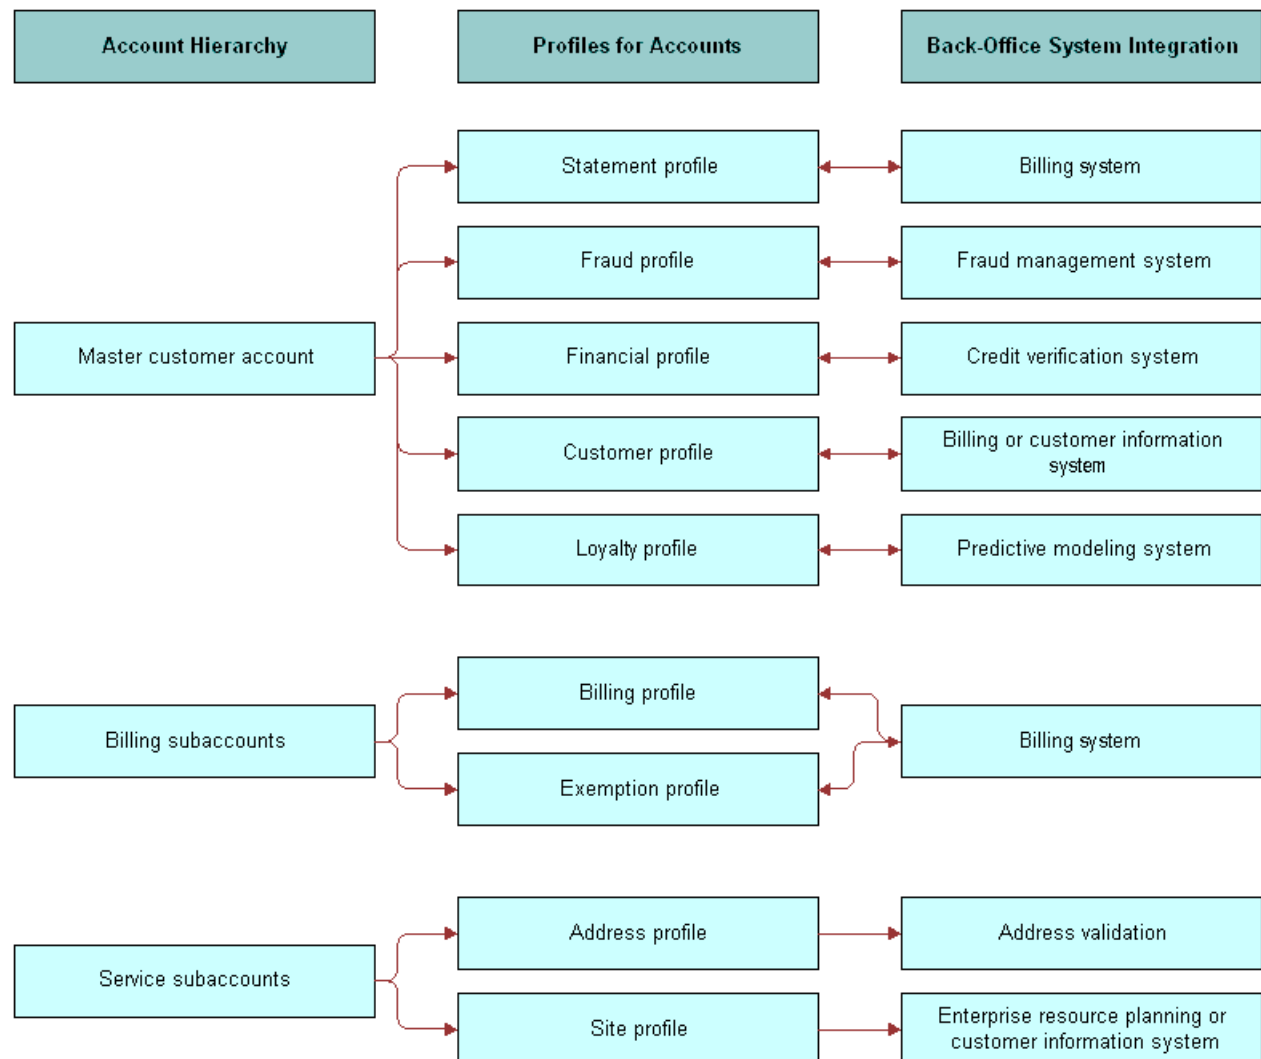 Account Hierarchy
Profiles for Accounts
Back-Office System Integration
Statement profile
Billing system
Fraud profile
Fraud management system
Master customer account
Financial profile
Credit verification system
Customer profile
Billing or customer information
system
Loyalty profile
Predictive modeling system
Billing profile
Billing subaccounts
Billing system
Exemption profile
Address profile
Address validation
Service subaccounts
Site profile
Enterprise resource planning or
customer information system